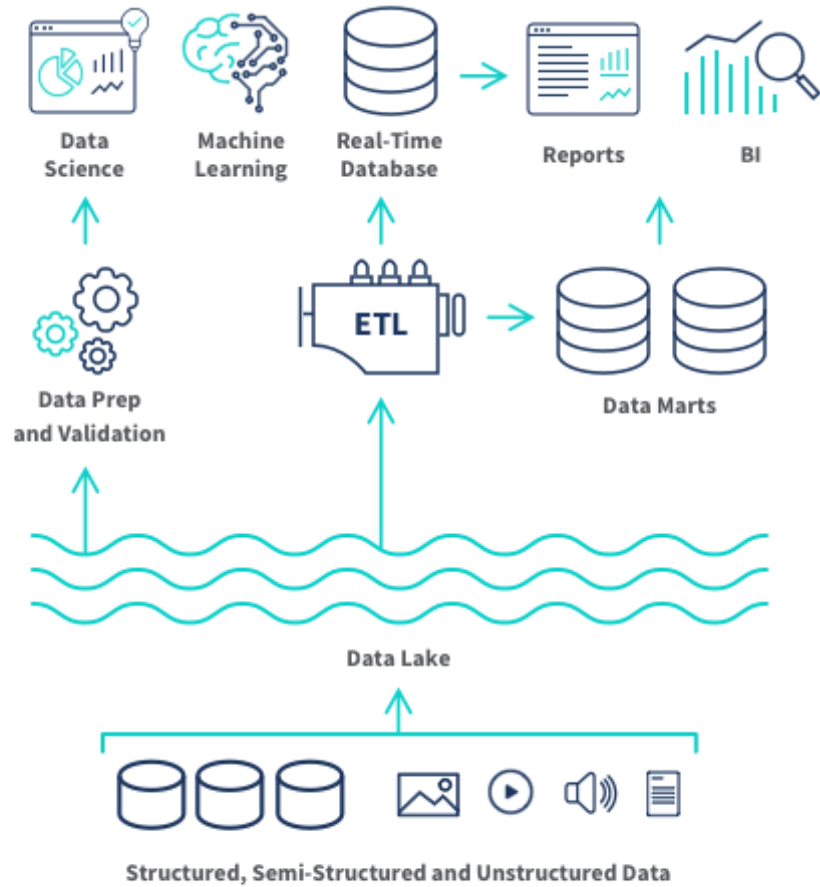 Data
Science
Machine
Learning
Real-Time
Database
Reports
BI
ETL
Data Prep
and Validation
Data Marts
Data Lake
Structured, Semi-Structured and Unstructured Data